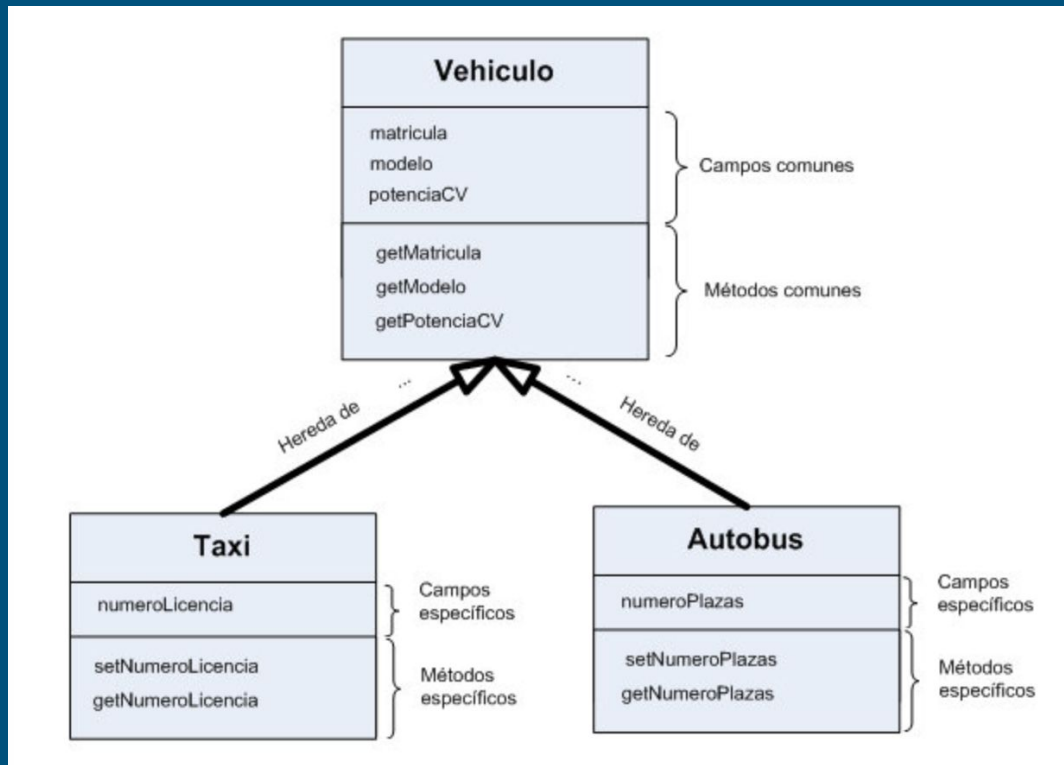 Vehiculo
matricula
modelo
potenciaCV
Campos comunes
getMatricula
getModelo
getPotenciaCV
Métodos comunes
...
Hereda de
...
Hereda de
Taxi
numeroLicencia
Campos
específicos
setNumeroLicencia
getNumeroLicencia
Métodos
específicos
Autobus
numeroPlazas
Campos
específicos
setNumeroPlazas
getNumeroPlazas
Métodos
específicos